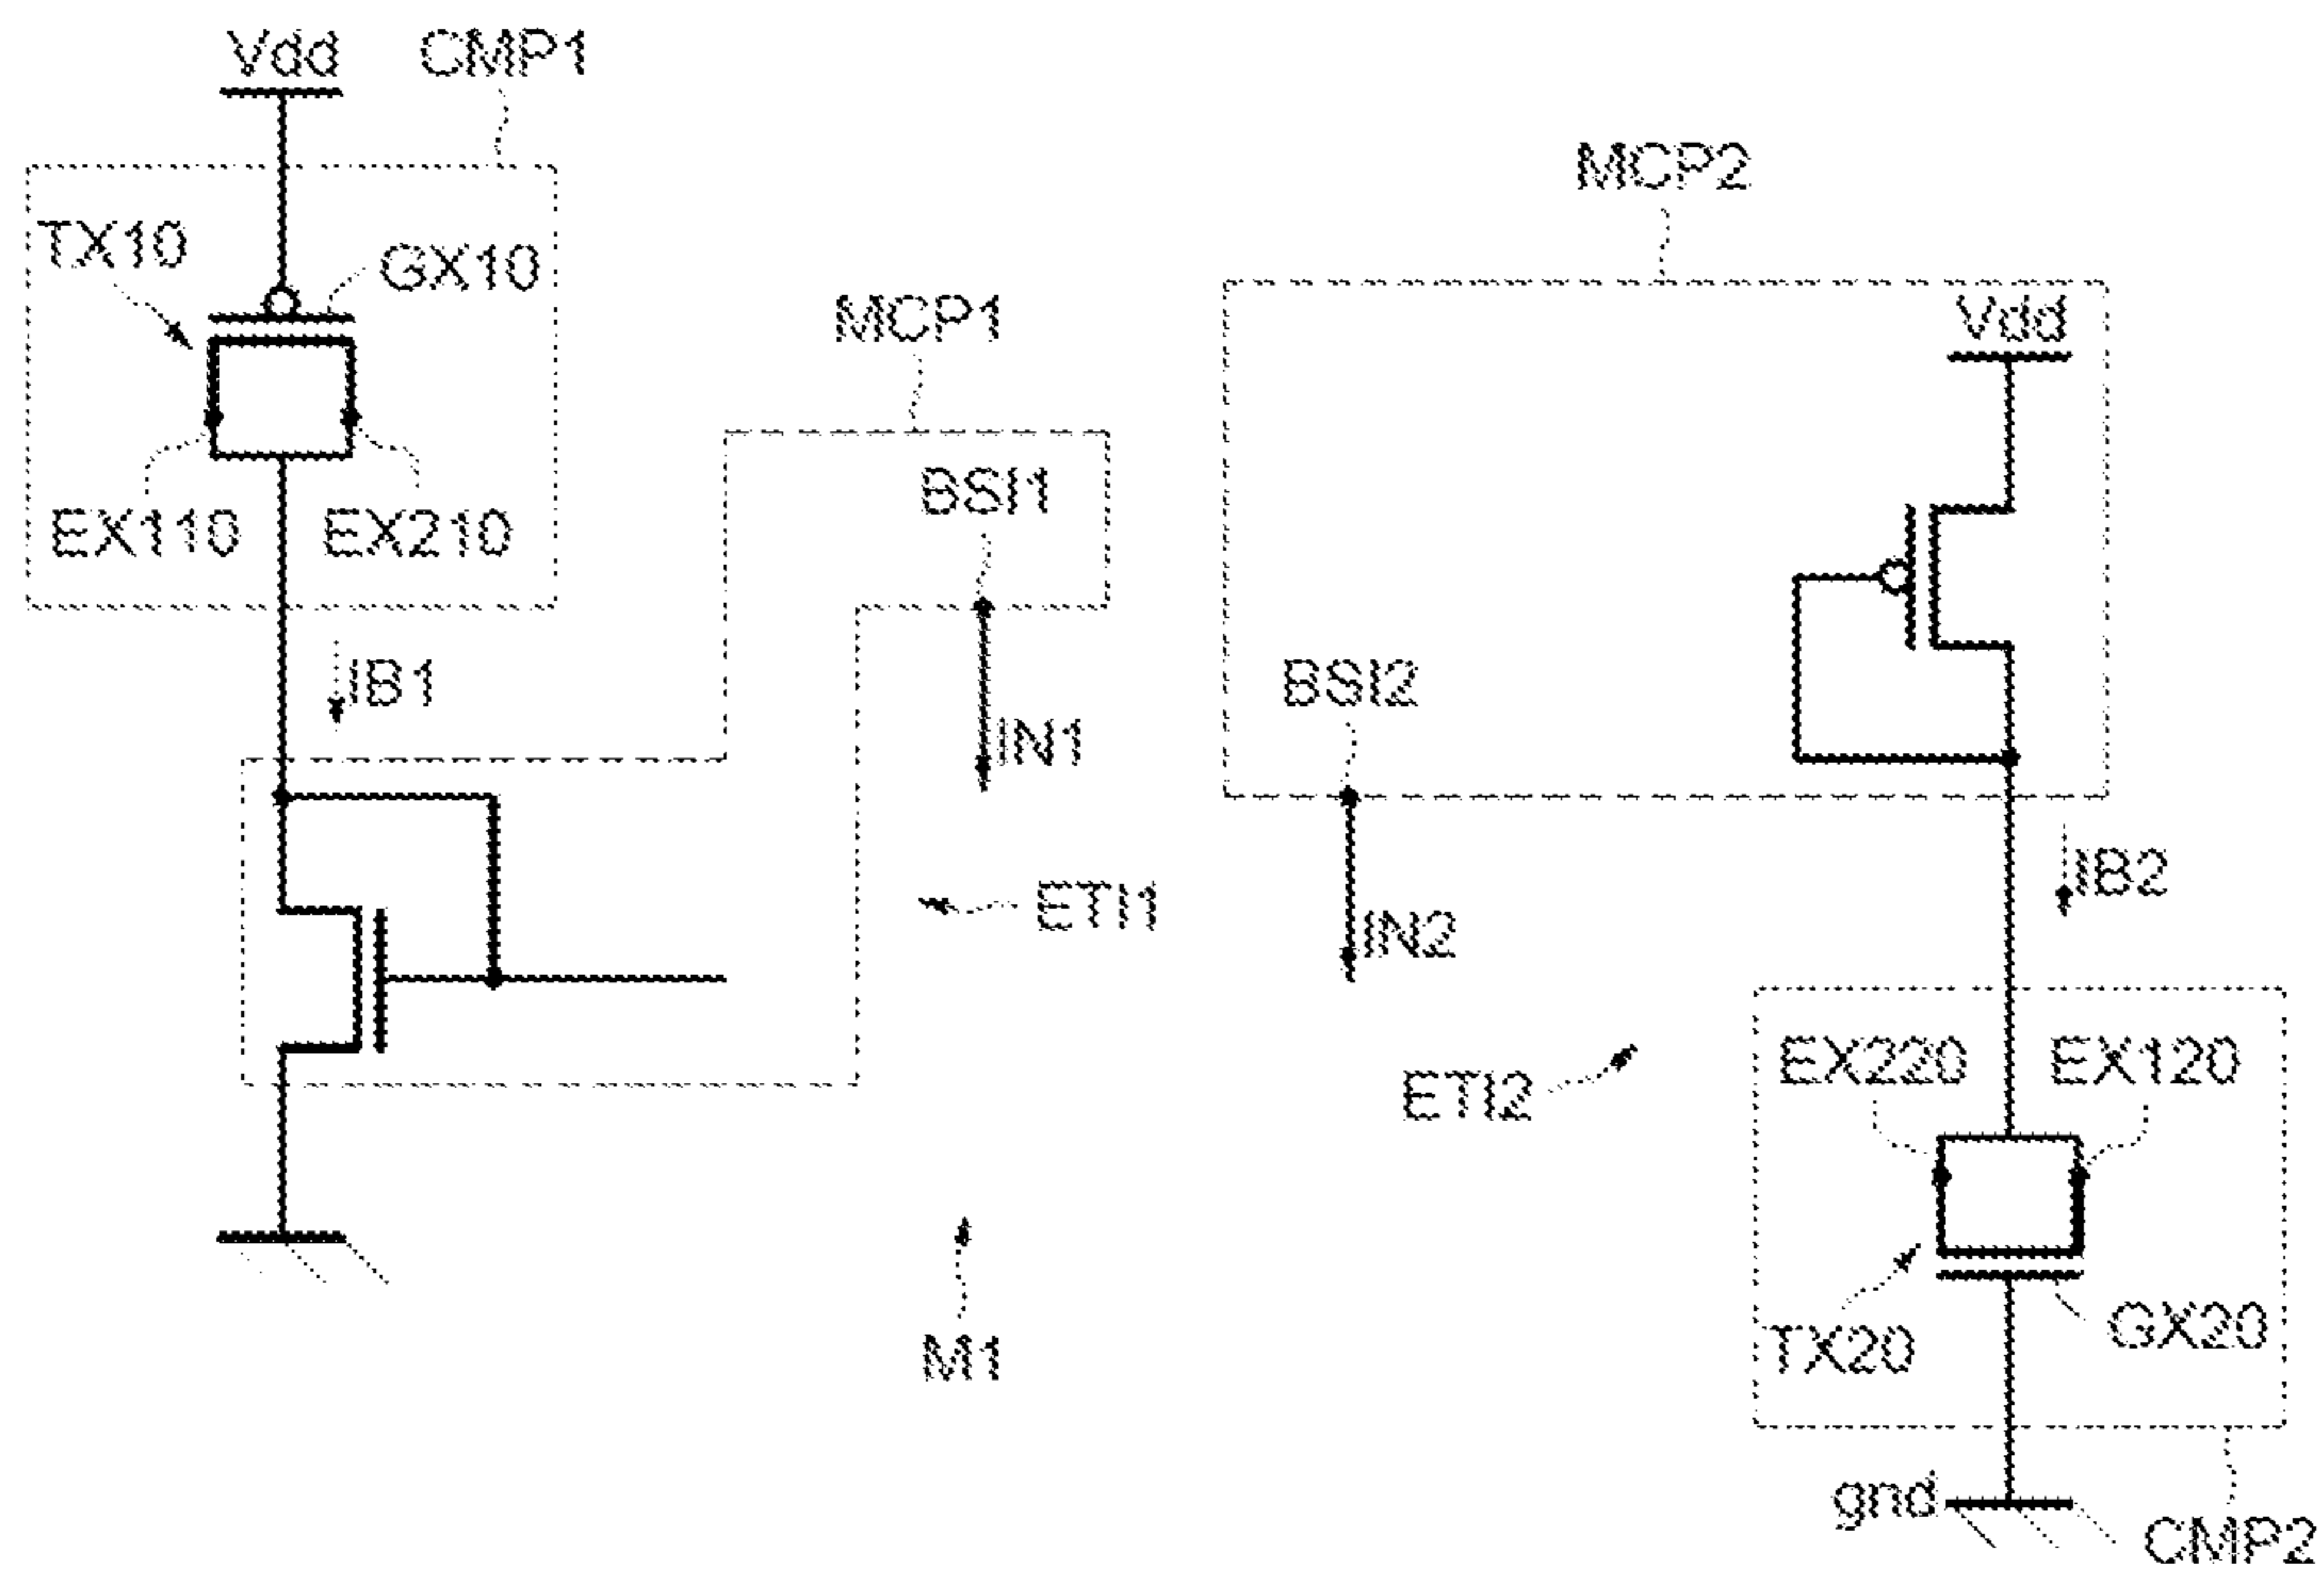 Vdd
CMP1
MCP2
TX10
GX10
MCP1
Vdd
BSI1
EX110
EX210
IB1
BSI2
IN1
IB2
ETI1
IN2
EX220
EX120
ETI2
GX20
TX20
M1
gnd
CMP2